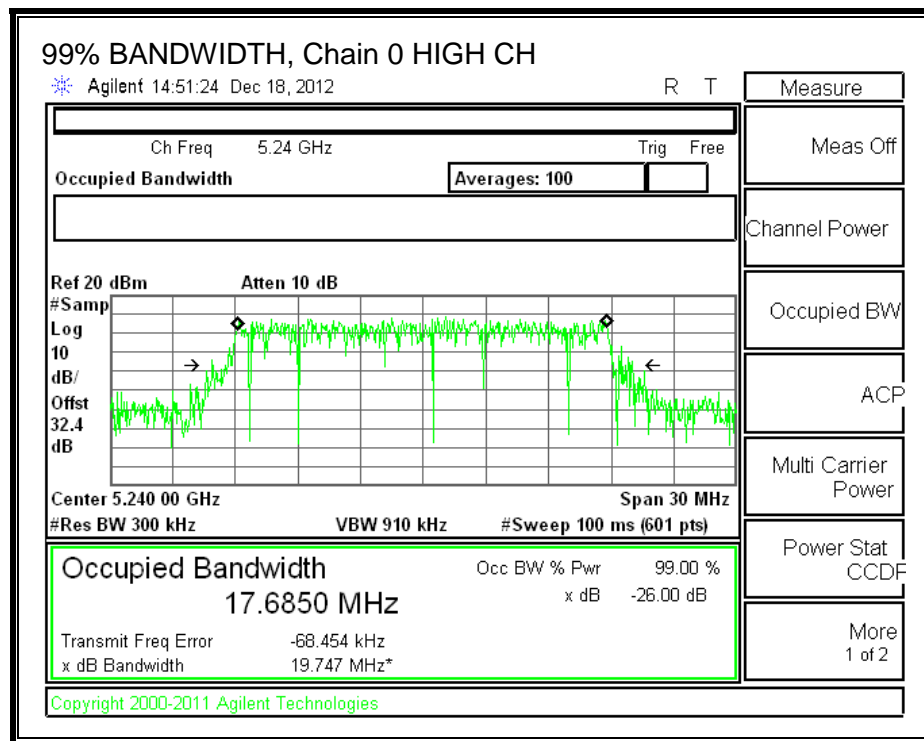 99% BANDWIDTH, Chain 0 HIGH CH
Agilent 14:51:24 Dec 18, 2012 R T
Measure
Ch Freq 5.24 GHz Trig Free
Meas Off
Occupied Bandwidth Averages: 100
Channel Power
Ref 20 dBm Atten 10 dB
#Samp
Log
10
dB/
Offst
32.4
dB
Occupied BW
ACP
Multi Carrier
Power
Center 5.240 00 GHz Span 30 MHz
#Res BW 300 kHz VBW 910 kHz #Sweep 100 ms (601 pts)
Power Stat
CCDF
Occupied Bandwidth Occ BW % Pwr 99.00 %
17.6850 MHz x dB -26.00 dB
Transmit Freq Error -68.454 kHz
x dB Bandwidth 19.747 MHz*
More
1 of 2
Copyright 2000-2011 Agilent Technologies